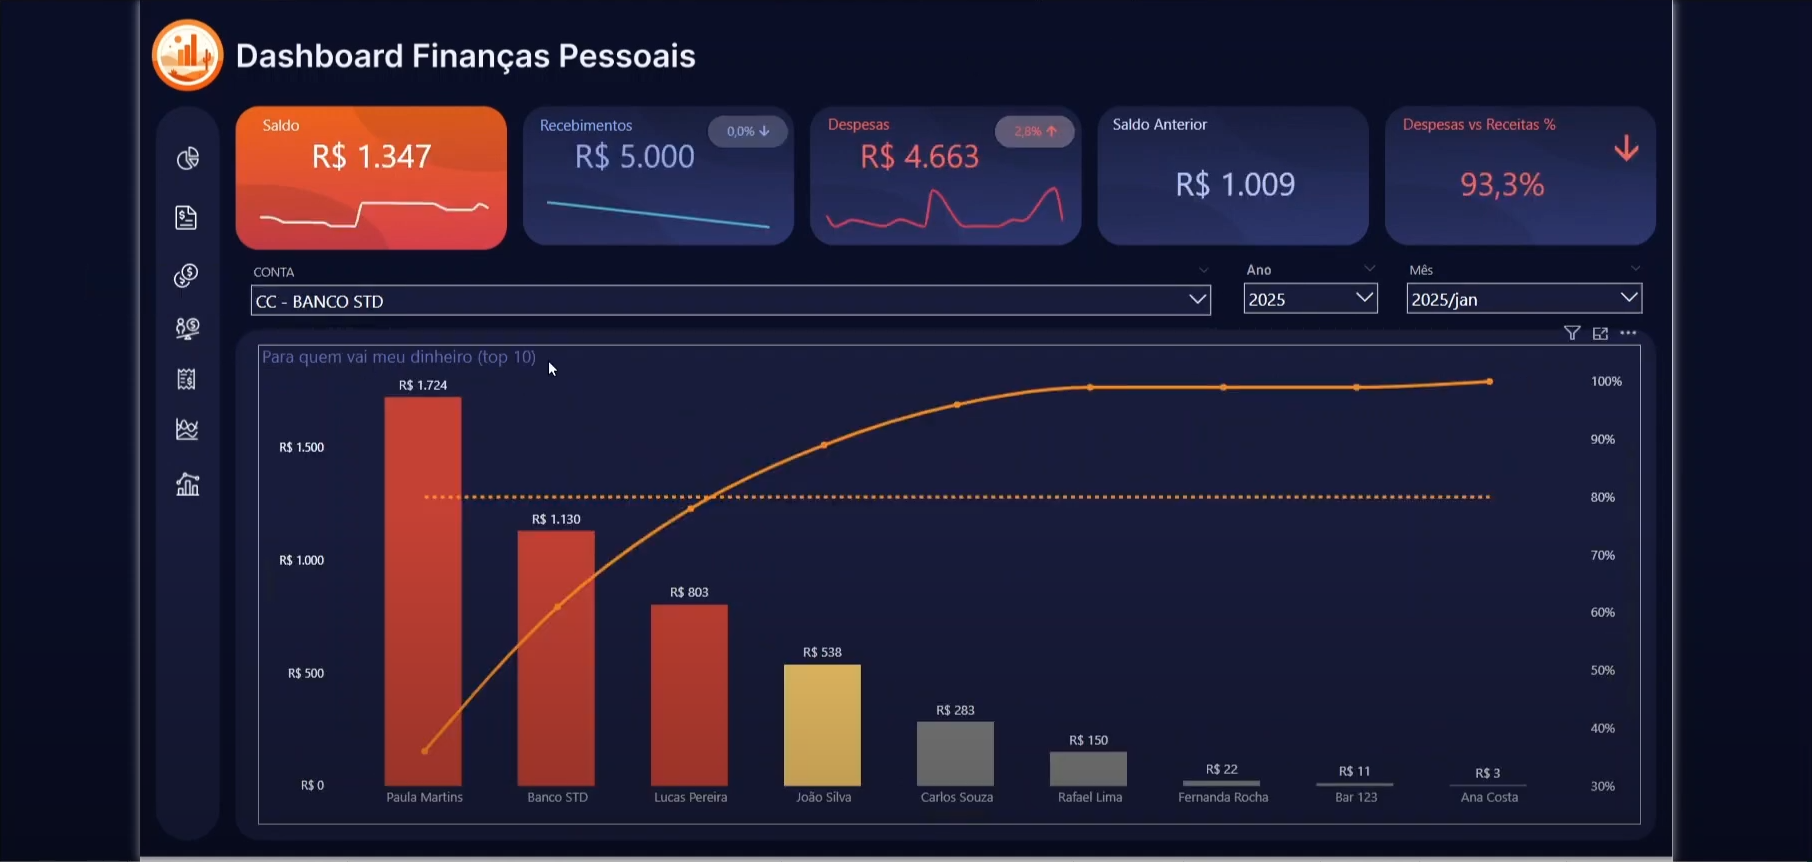 Dashboard Finanças Pessoais
Saldo
R$ 1.347
Recebimentos
0,0%
R$ 5.000
Despesas
2,8%
R$ 4.663
Saldo Anterior
R$ 1.009
Despesas vs Receitas %
93,3%
CONTA
CC - BANCO STD
Ano
2025
Mês
2025/jan
Para quem vai meu dinheiro (top 10)
R$ 1.724
R$ 1.130
R$ 803
R$ 538
R$ 283
R$ 150
R$ 22
R$ 11
R$ 3
R$ 1.500
R$ 1.000
R$ 500
R$ 0
100%
90%
80%
70%
60%
50%
40%
30%
Paula Martins
Banco STD
Lucas Pereira
João Silva
Carlos Souza
Rafael Lima
Fernanda Rocha
Bar 123
Ana Costa